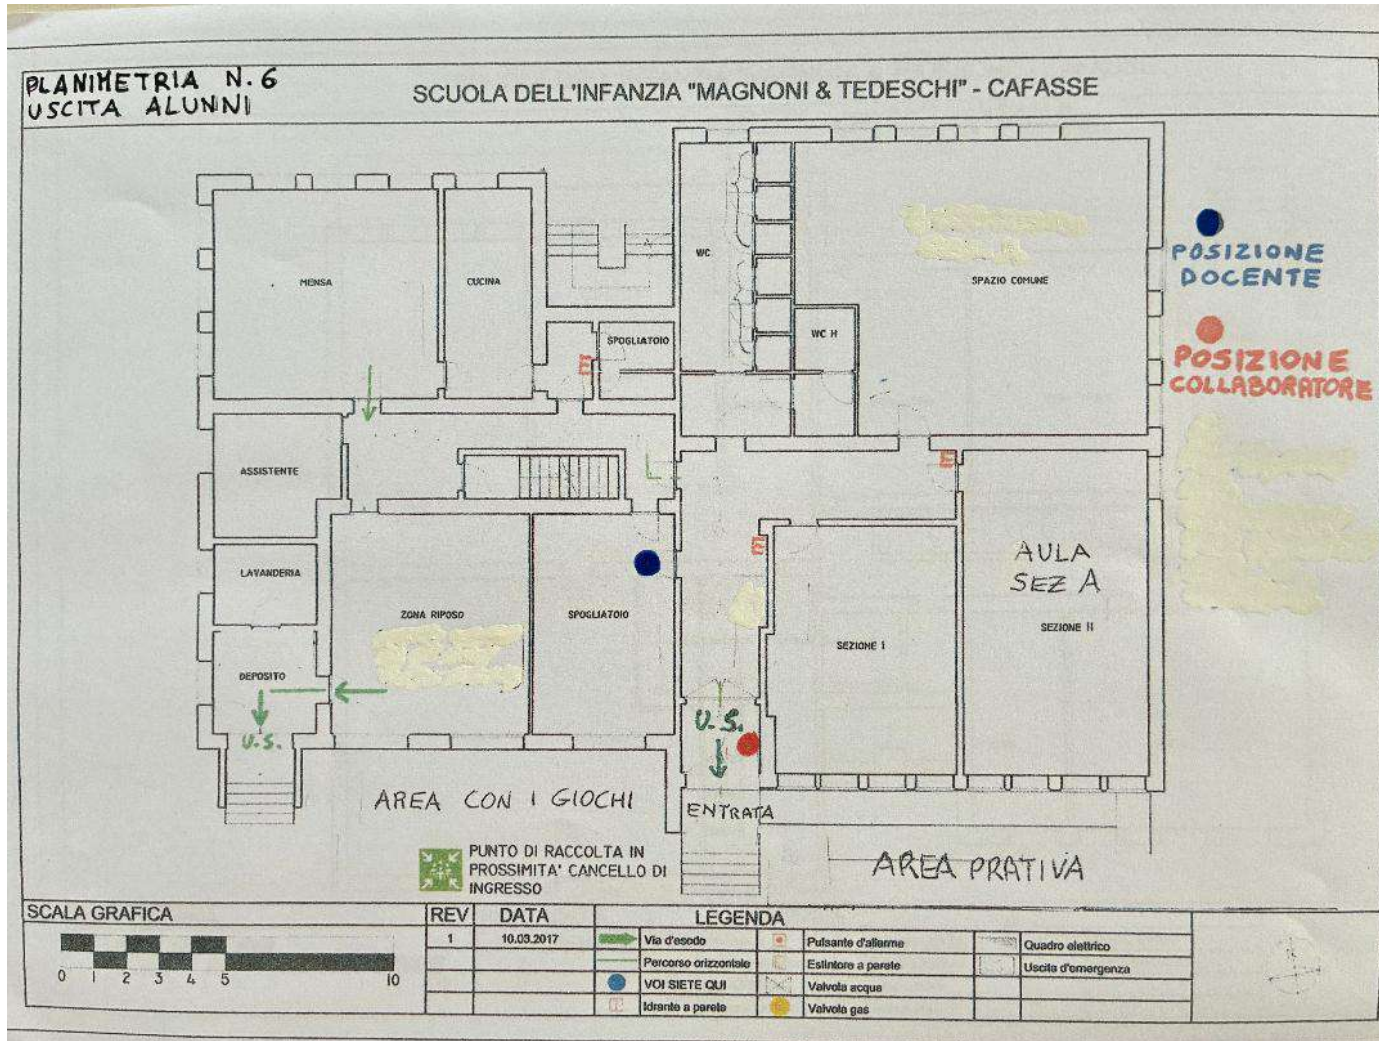 PLANIMETRIA N.6
USCITA ALUNNI
SCUOLA DELL'INFANZIA "MAGNONI & TEDESCHI" - CAFASSE
MENSA
CUCINA
SPOGLIATOIO
WC
WC H
SPAZIO COMUNE
POSIZIONE
DOCENTE
POSIZIONE
COLLABORATORE
E
E
E
ASSISTENTE
LAVANDERIA
DEPOSITO
U.S.
ZONA RIPOSO
SPOGLIATOIO
U.S.
SEZIONE I
AULA
SEZ A
SEZIONE II
AREA CON I GIOCHI
ENTRATA
AREA PRATIVA
PUNTO DI RACCOLTA IN
PROSSIMITA' CANCELLO DI
INGRESSO
SCALA GRAFICA
0 1 2 3 4 5 10
REV DATA LEGENDA
1 10.03.2017 Via d'esodo Pulsante d'allarme Quadro elettrico
Percorso orizzontale Estintore a parete Uscita d'emergenza
VOI SIETE QUI Valvola acqua
Idrante a parete Valvola gas